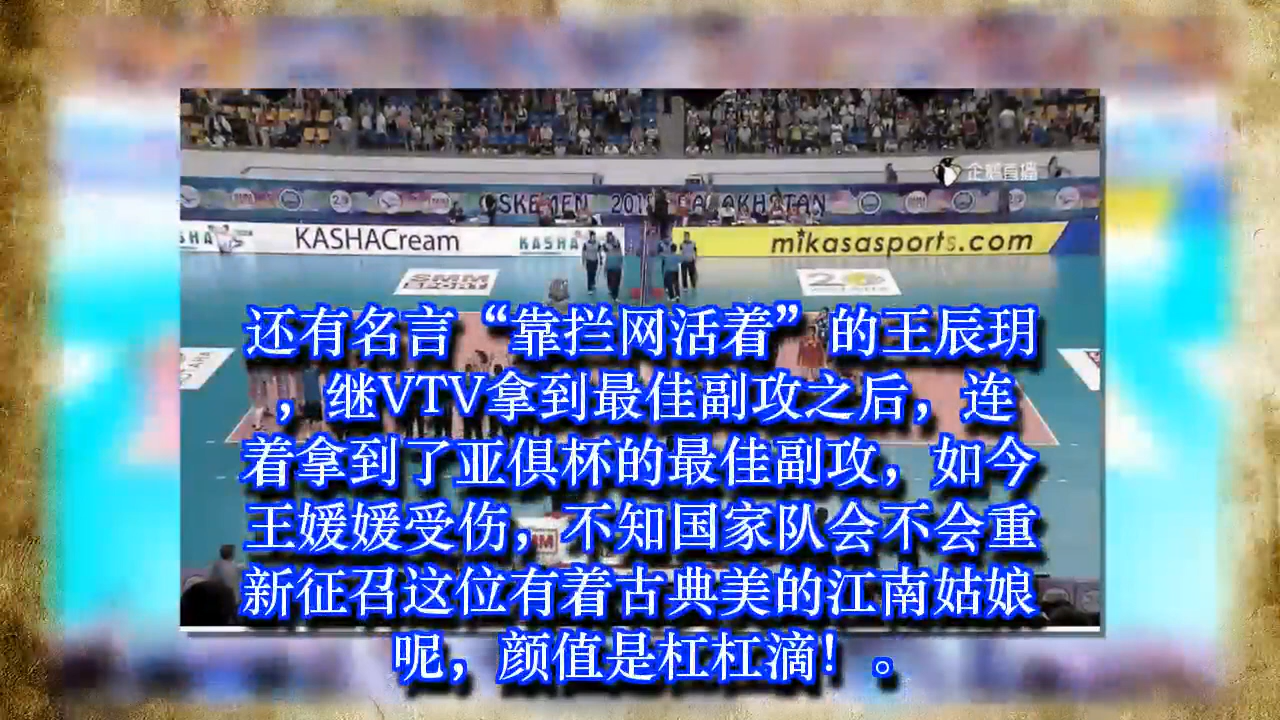 企鹅直播
SKEMEN 2018 KAZAKHSTAN
KASHACream
KASHA
mikasasports.com
SMM
20
还有名言“靠拦网活着”的王辰玥
，继VTV拿到最佳副攻之后，连
着拿到了亚俱杯的最佳副攻，如今
王媛媛受伤，不知国家队会不会重
新征召这位有着古典美的江南姑娘
呢，颜值是杠杠滴！。